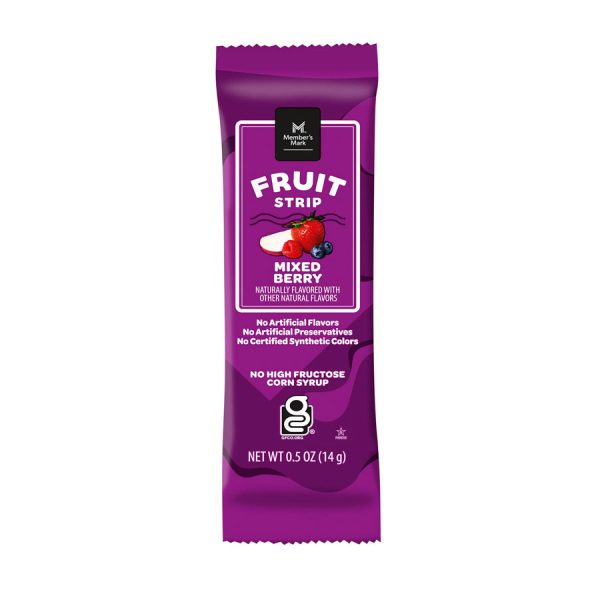 M
Member's
Mark
FRUIT
STRIP
MIXED
BERRY
NATURALLY FLAVORED WITH
OTHER NATURAL FLAVORS
No Artificial Flavors
No Artificial Preservatives
No Certified Synthetic Colors
NO HIGH FRUCTOSE
CORN SYRUP
GFCO.ORG
®
PAREVE
NET WT 0.5 OZ (14 g)